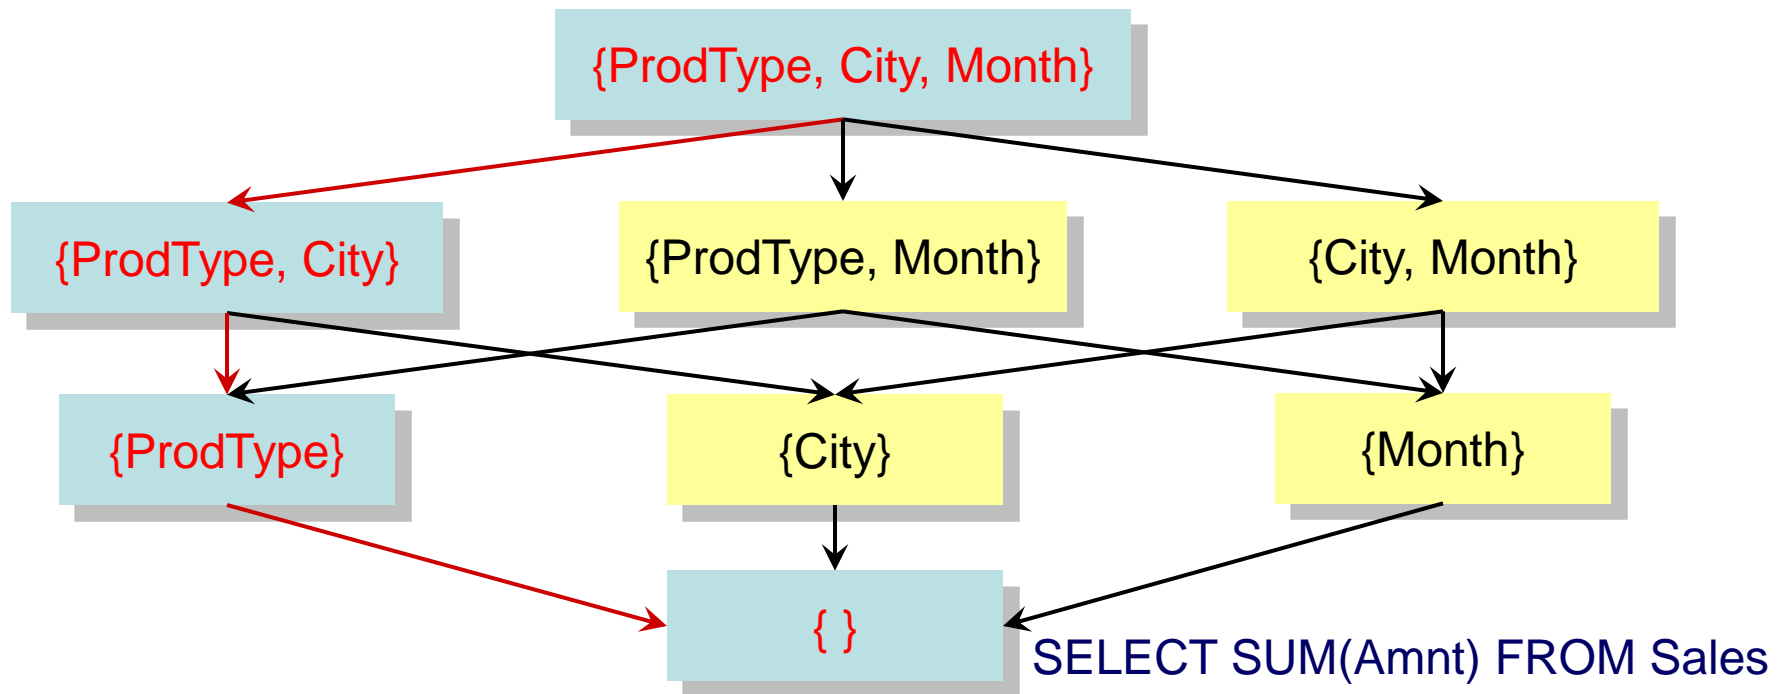 {ProdType, City, Month}
{ProdType, City}
{ProdType, Month}
{City, Month}
{ProdType}
{City}
{Month}
{ }
SELECT SUM(Amnt) FROM Sales